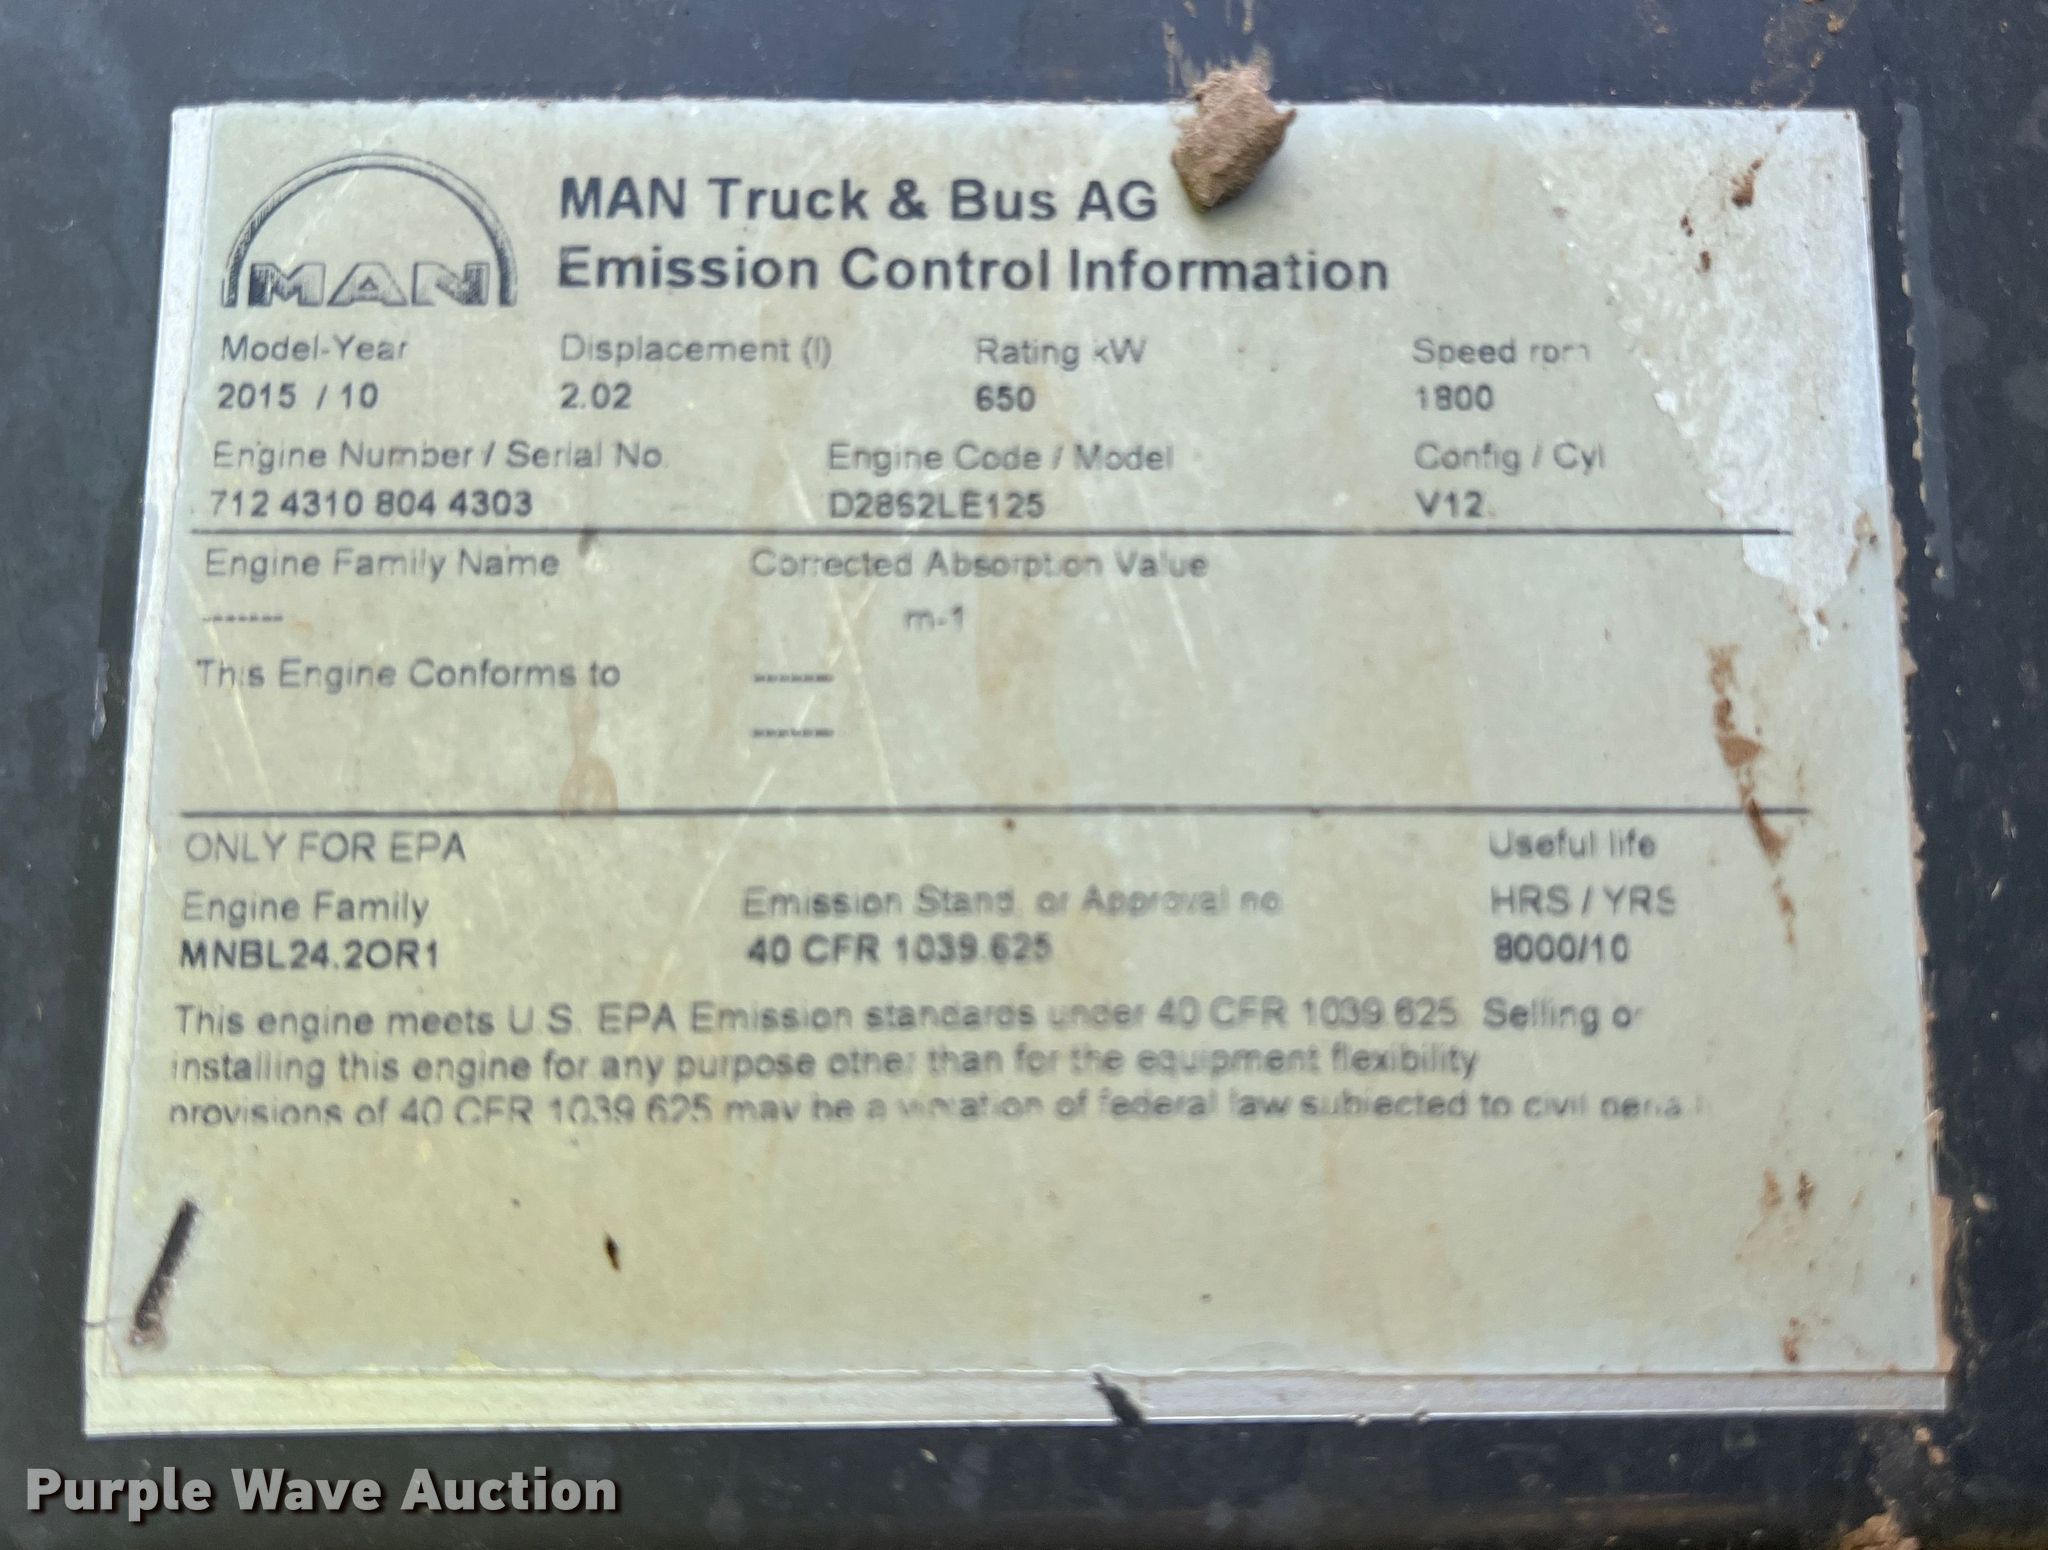 MAN
MAN Truck & Bus AG
Emission Control Information
Model-Year Displacement (l) Rating kW Speed rpm
2015 / 10 2.02 650 1800
Engine Number / Serial No. Engine Code / Model Config / Cyl
712 4310 804 4303 D2862LE125 V12
Engine Family Name Corrected Absorption Value
------- m-1
This Engine Conforms to -------
-------
ONLY FOR EPA Useful life
Engine Family Emission Stand. or Approval no HRS / YRS
MNBL24.2OR1 40 CFR 1039.625 8000/10
This engine meets U.S. EPA Emission standards under 40 CFR 1039.625. Selling or
installing this engine for any purpose other than for the equipment flexibility
provisions of 40 CFR 1039.625 may be a violation of federal law subjected to civil
Purple Wave Auction